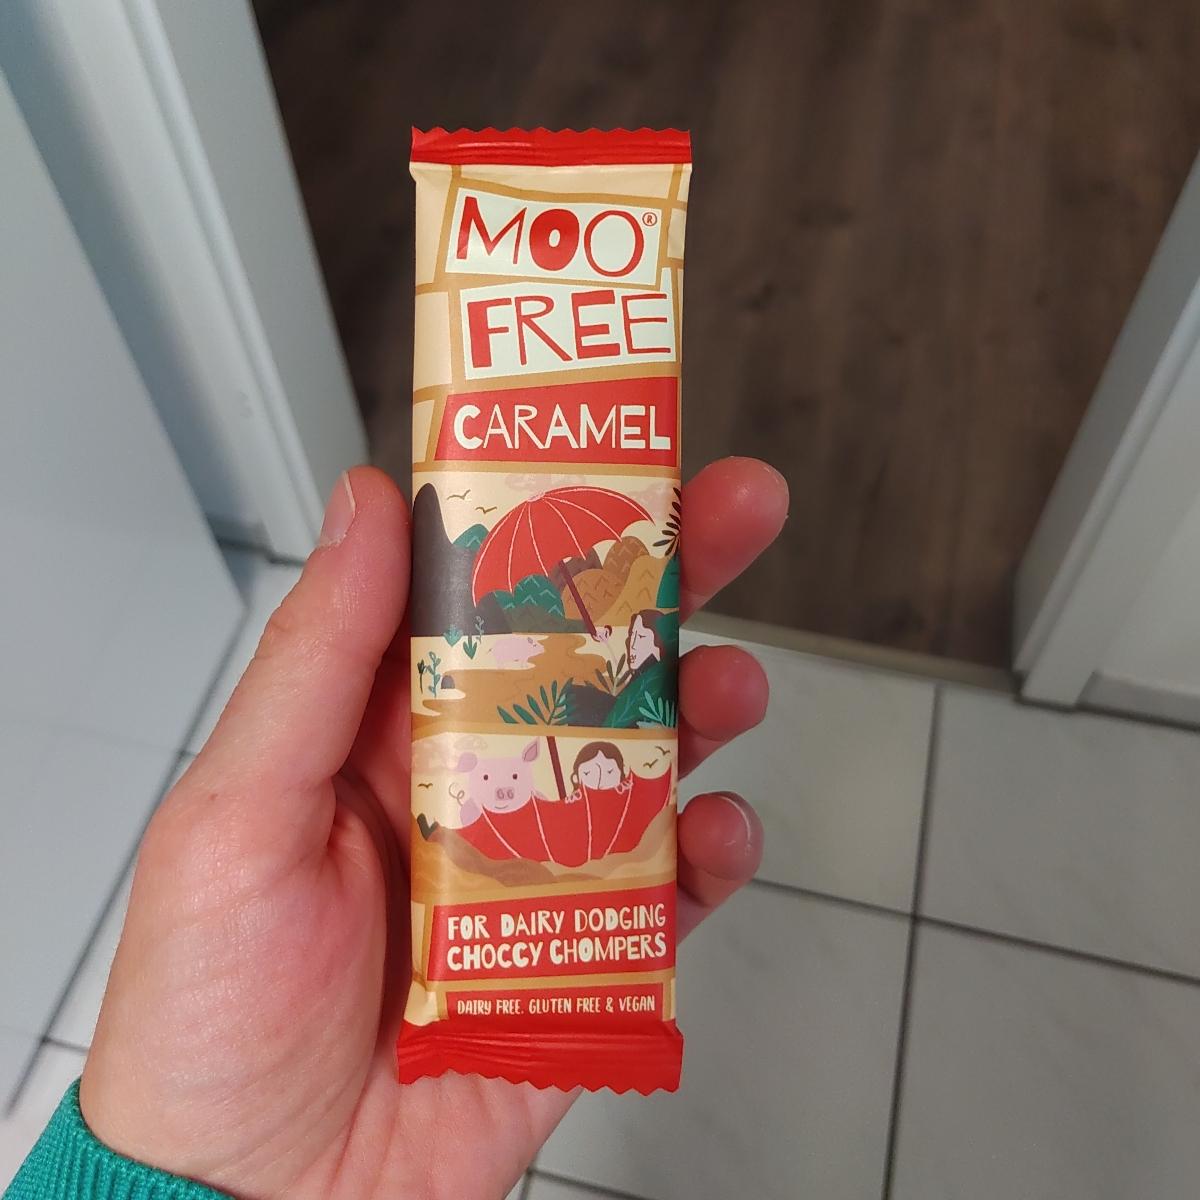 MOO®
FREE
CARAMEL
FOR DAIRY DODGING
CHOCCY CHOMPERS
DAIRY FREE, GLUTEN FREE & VEGAN